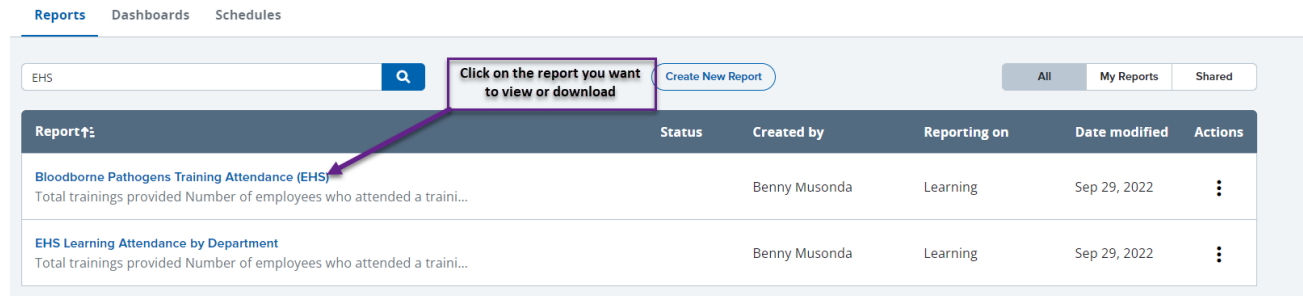 Reports Dashboards Schedules
EHS
Click on the report you want
to view or download
Create New Report
All My Reports Shared
Report Status Created by Reporting on Date modified Actions
Bloodborne Pathogens Training Attendance (EHS)
Total trainings provided Number of employees who attended a traini...
Benny Musonda Learning Sep 29, 2022
EHS Learning Attendance by Department
Total trainings provided Number of employees who attended a traini...
Benny Musonda Learning Sep 29, 2022